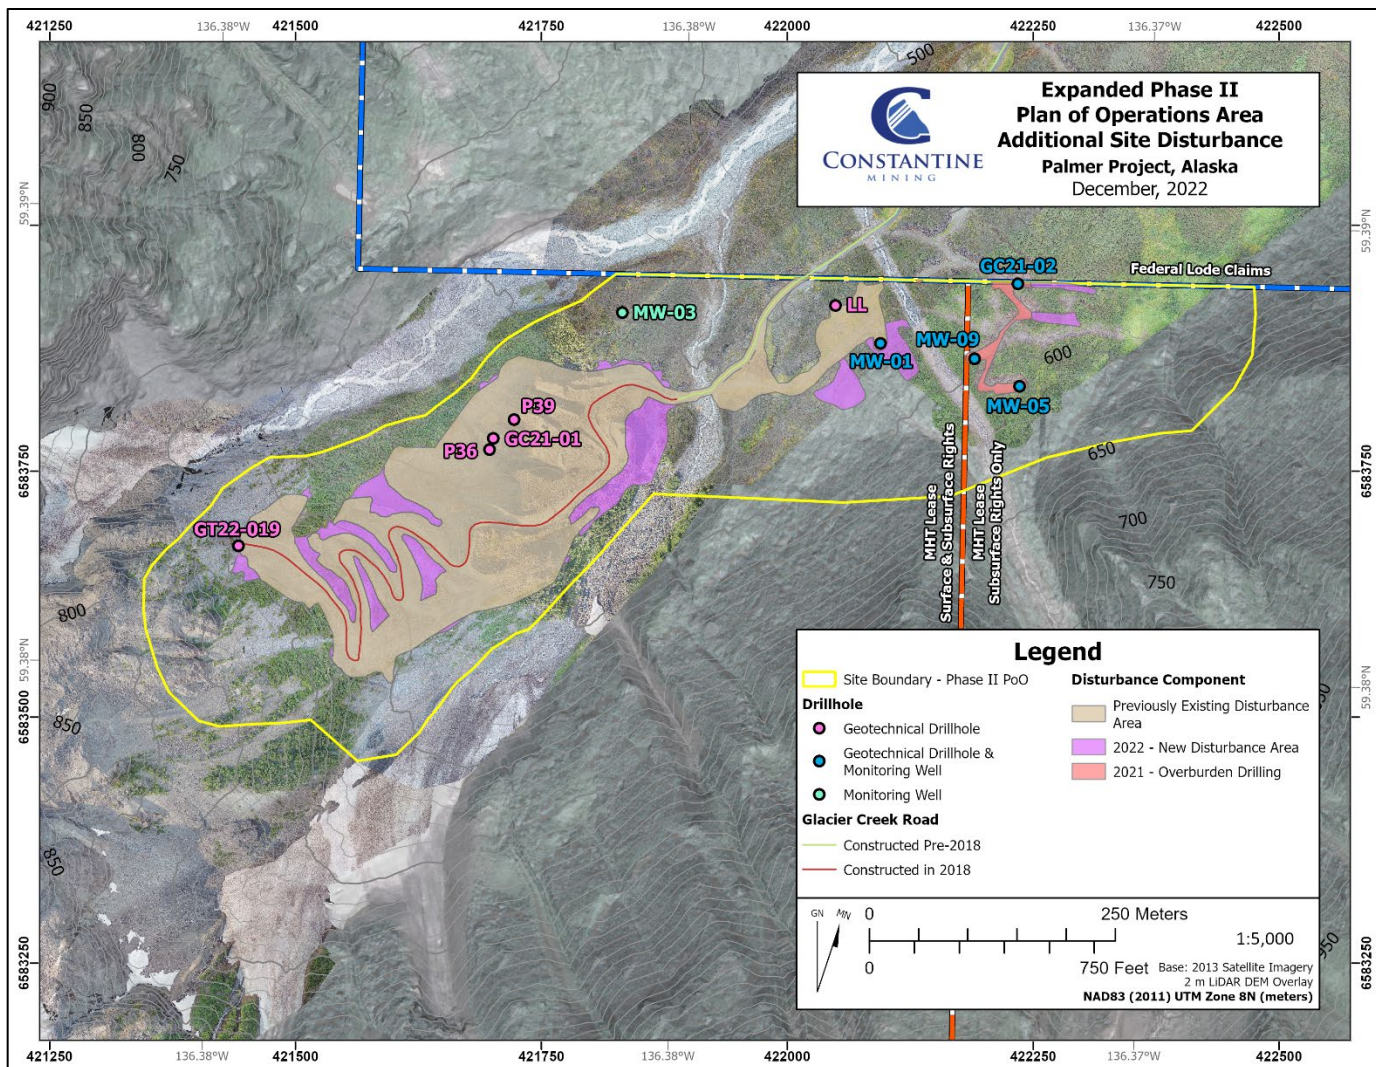 421250
136.38°W
421500
421750
136.38°W
422000
136.37°W
422250
422500
900
850
800
750
500
59.39°N
59.39°N
CONSTANTINE
MINING
Expanded Phase II
Plan of Operations Area
Additional Site Disturbance
Palmer Project, Alaska
December, 2022
GC21-02
Federal Lode Claims
MW-03
LL
MW-09
MW-01
600
MW-05
P39
GC21-01
P36
650
6583750
6583750
MHT Lease
Surface & Subsurface Rights
MHT Lease
Subsurface Rights Only
700
750
GT22-019
800
59.38°N
59.38°N
6583500
6583500
850
850
Legend
Site Boundary - Phase II PoO
Drillhole
Geotechnical Drillhole
Geotechnical Drillhole &
Monitoring Well
Monitoring Well
Glacier Creek Road
Constructed Pre-2018
Constructed in 2018
Disturbance Component
Previously Existing Disturbance
Area
2022 - New Disturbance Area
2021 - Overburden Drilling
GN
MN
0
250 Meters
0
750 Feet
1:5,000
Base: 2013 Satellite Imagery
2 m LiDAR DEM Overlay
NAD83 (2011) UTM Zone 8N (meters)
950
6583250
6583250
421250
136.38°W
421500
421750
136.38°W
422000
136.37°W
422250
422500